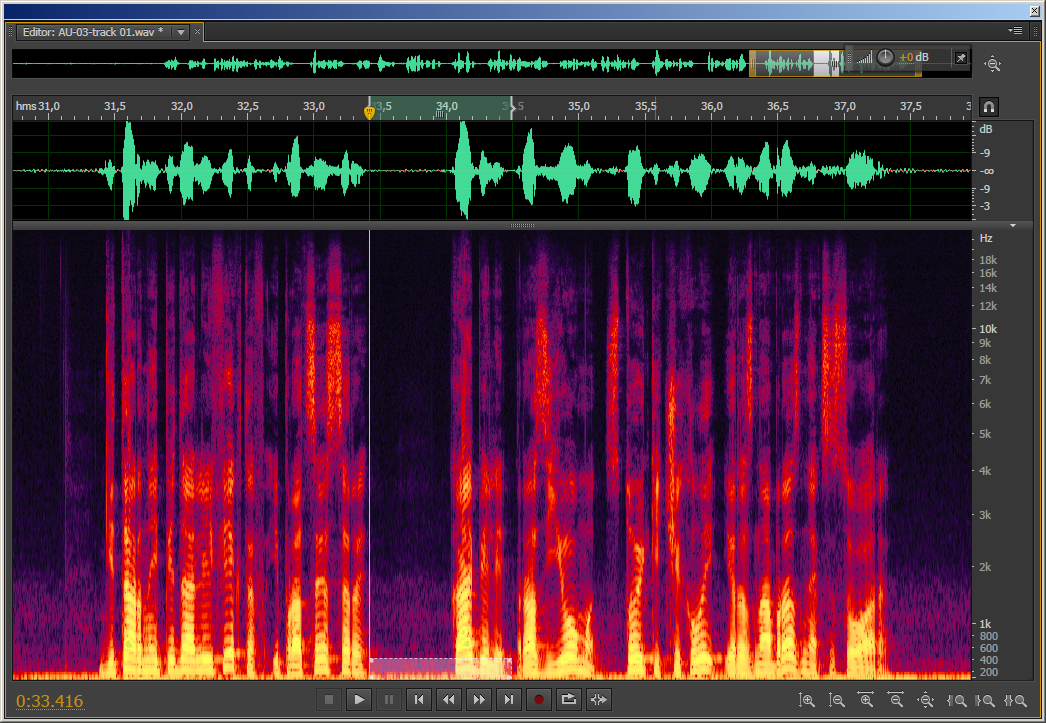 Editor: AU-03-track 01.wav *
+0 dB
hms 31,0 31,5 32,0 32,5 33,0 33,5 34,0 34,5 35,0 35,5 36,0 36,5 37,0 37,5
dB
-9
-∞
-9
-3
Hz
18k
16k
14k
12k
10k
9k
8k
7k
6k
5k
4k
3k
2k
1k
800
600
400
200
0:33.416